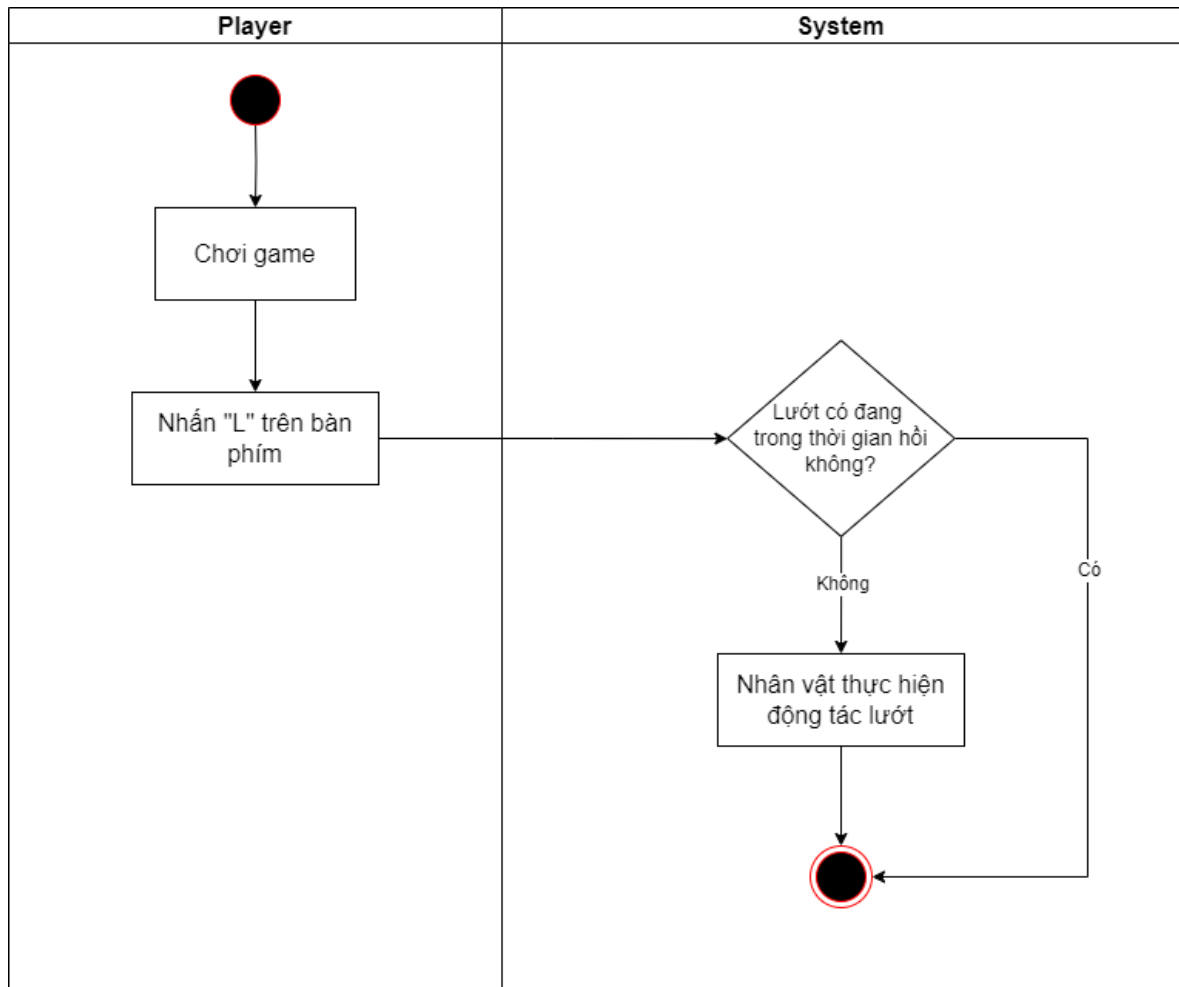 Player
System
Chơi game
Nhấn "L" trên bàn
phím
Lướt có đang
trong thời gian hồi
không?
Có
Không
Nhân vật thực hiện
động tác lướt